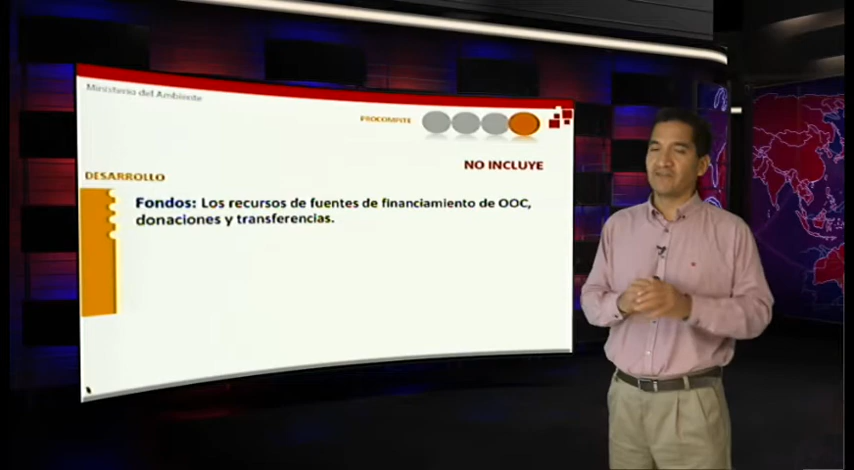 Ministerio del Ambiente
PROCOMPITE
NO INCLUYE
DESARROLLO
Fondos: Los recursos de fuentes de financiamiento de OOC,
donaciones y transferencias.